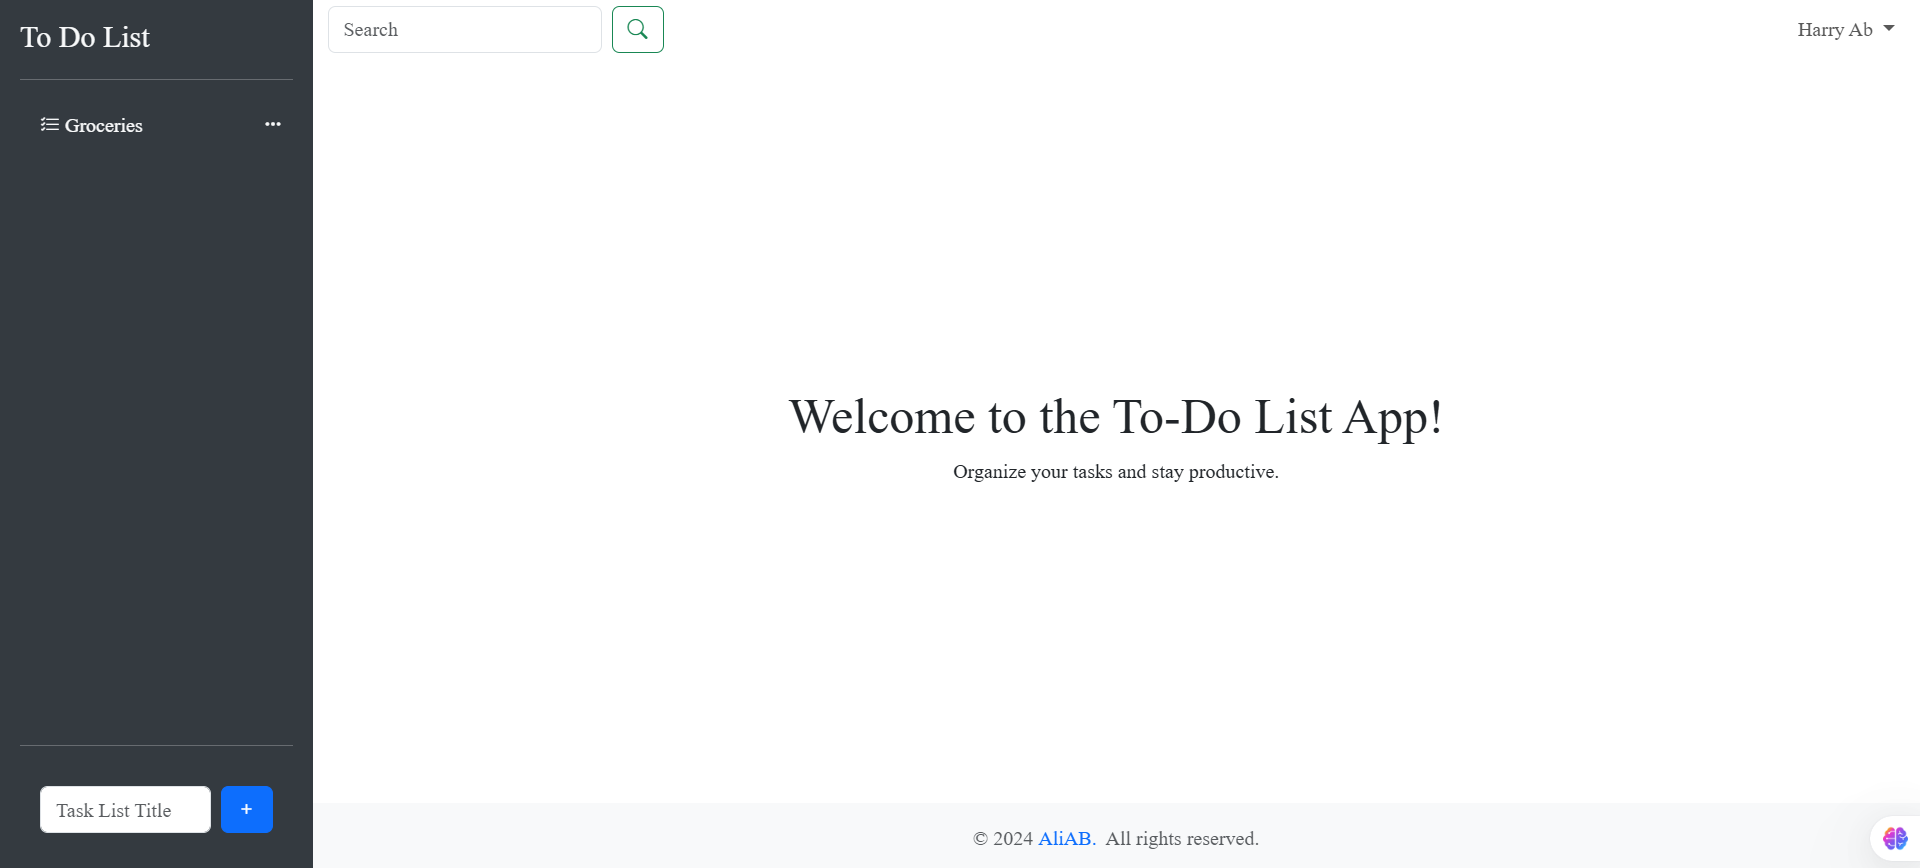 To Do List
Search
Harry Ab
Groceries
Welcome to the To-Do List App!
Organize your tasks and stay productive.
Task List Title
+
© 2024 AliAB. All rights reserved.